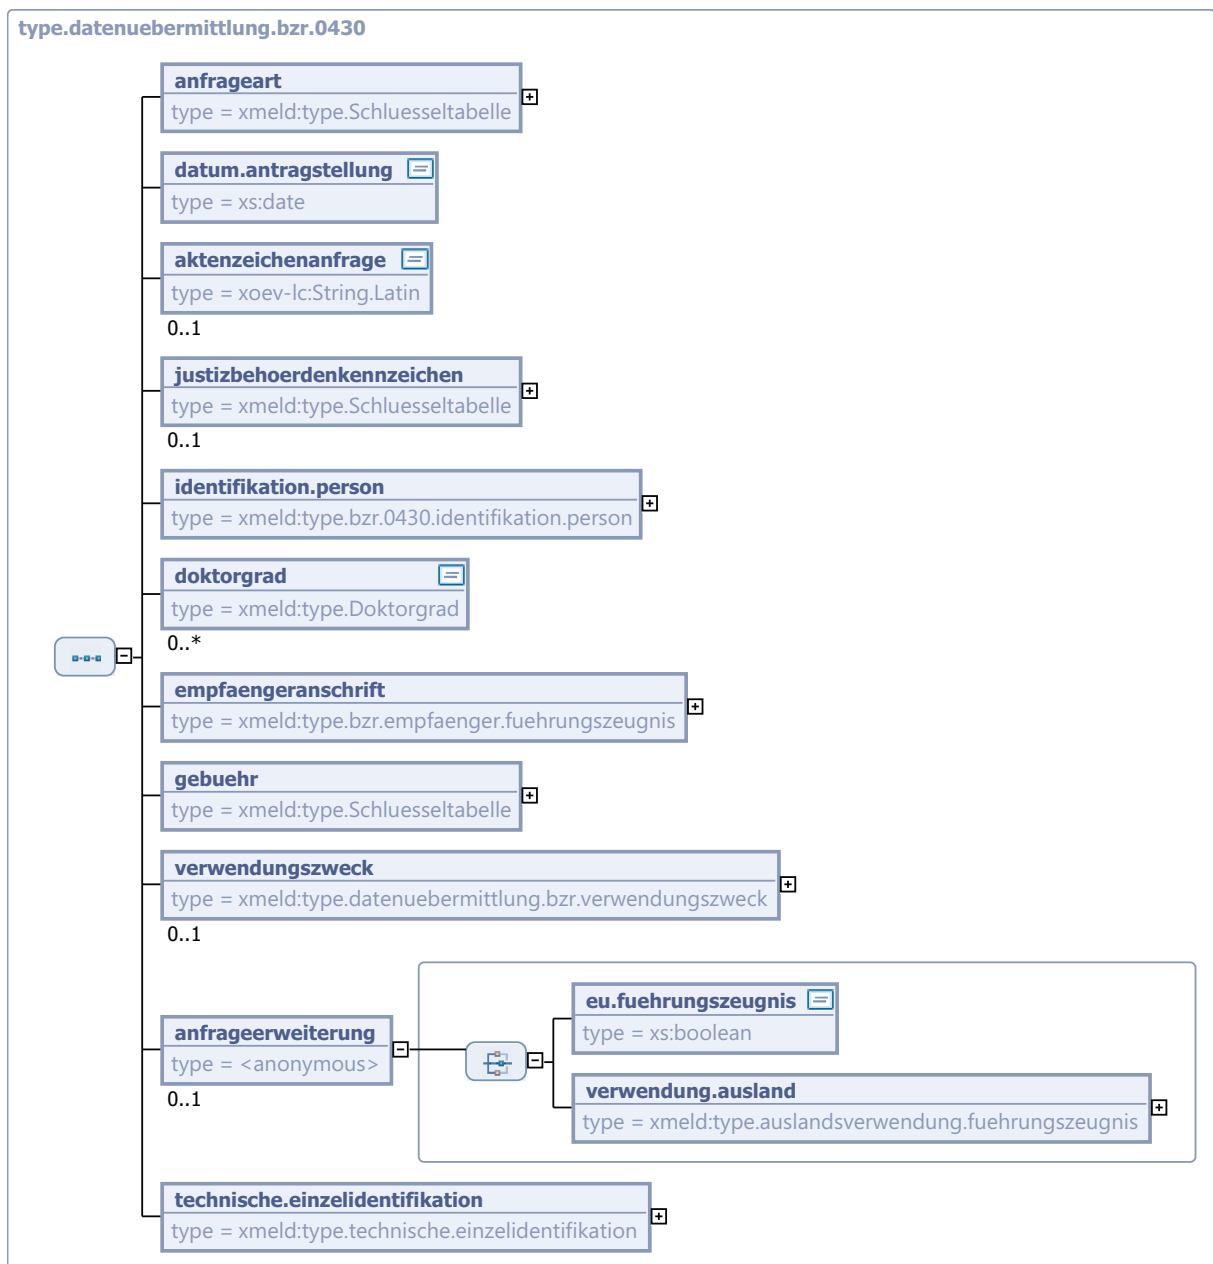 type.datenuebermittlung.bzr.0430
anfrageart
type = xmeld:type.Schluesseltabelle
datum.antragstellung
type = xs:date
aktenzeichenanfrage
type = xoev-lc:String.Latin
0..1
justizbehoerdenkennzeichen
type = xmeld:type.Schluesseltabelle
0..1
identifikation.person
type = xmeld:type.bzr.0430.identifikation.person
doktorgrad
type = xmeld:type.Doktorgrad
0..*
empfaengeranschrift
type = xmeld:type.bzr.empfaenger.fuehrungszeugnis
gebuehr
type = xmeld:type.Schluesseltabelle
verwendungszweck
type = xmeld:type.datenuebermittlung.bzr.verwendungszweck
0..1
anfrageerweiterung
type = <anonymous>
0..1
eu.fuehrungszeugnis
type = xs:boolean
verwendung.ausland
type = xmeld:type.auslandsverwendung.fuehrungszeugnis
technische.einzelidentifikation
type = xmeld:type.technische.einzelidentifikation